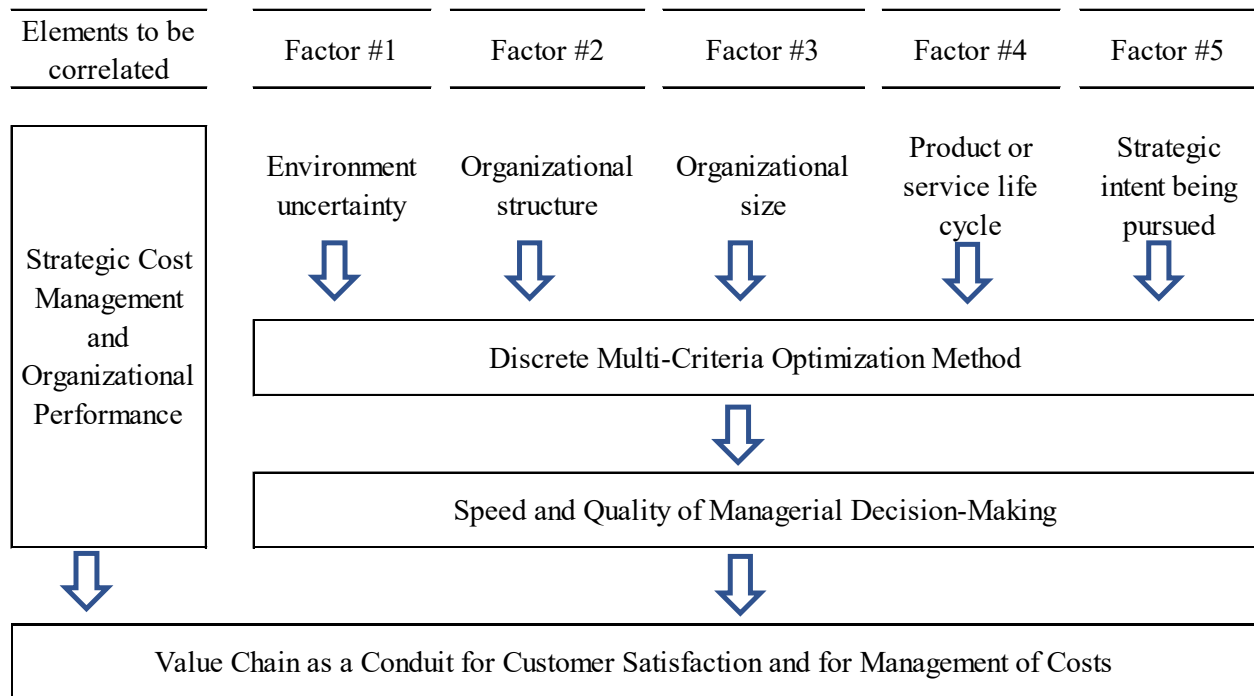 Elements to be
correlated
Factor #1
Factor #2
Factor #3
Factor #4
Factor #5
Strategic Cost
Management
and
Organizational
Performance
Environment
uncertainty
Organizational
structure
Organizational
size
Product or
service life
cycle
Strategic
intent being
pursued
Discrete Multi-Criteria Optimization Method
Speed and Quality of Managerial Decision-Making
Value Chain as a Conduit for Customer Satisfaction and for Management of Costs